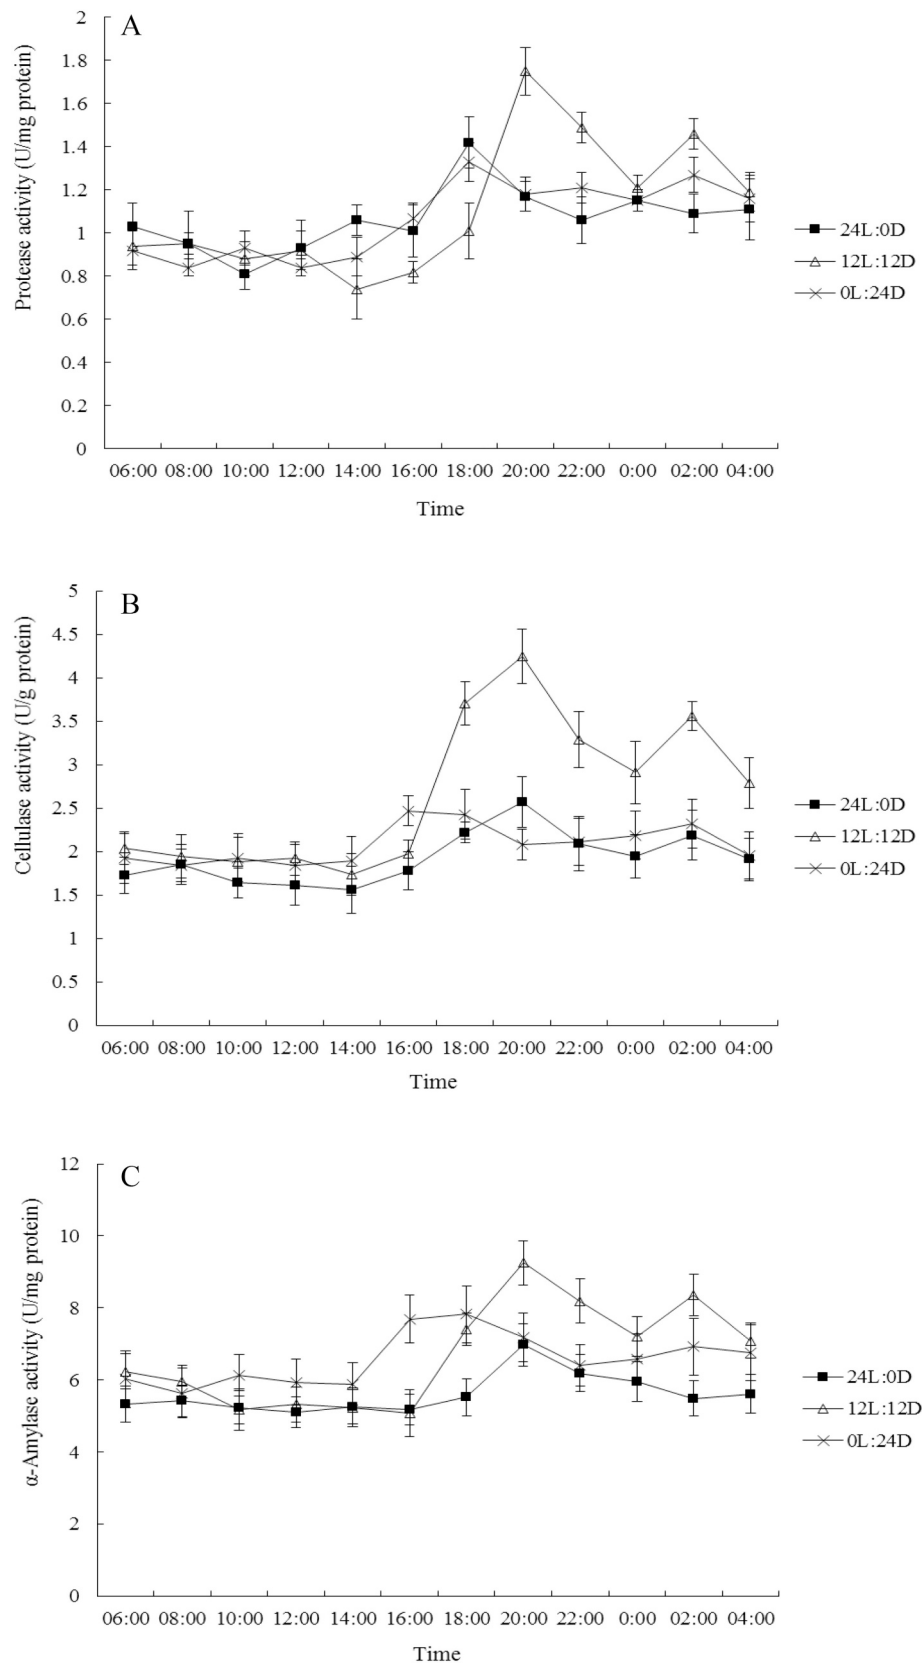 A
Protease activity (U/mg protein)
2
1.8
1.6
1.4
1.2
1
0.8
0.6
0.4
0.2
0
06:00 08:00 10:00 12:00 14:00 16:00 18:00 20:00 22:00 0:00 02:00 04:00
Time
24L:0D
12L:12D
0L:24D
B
Cellulase activity (U/g protein)
5
4.5
4
3.5
3
2.5
2
1.5
1
0.5
0
06:00 08:00 10:00 12:00 14:00 16:00 18:00 20:00 22:00 0:00 02:00 04:00
Time
24L:0D
12L:12D
0L:24D
C
α-Amylase activity (U/mg protein)
12
10
8
6
4
2
0
06:00 08:00 10:00 12:00 14:00 16:00 18:00 20:00 22:00 0:00 02:00 04:00
Time
24L:0D
12L:12D
0L:24D